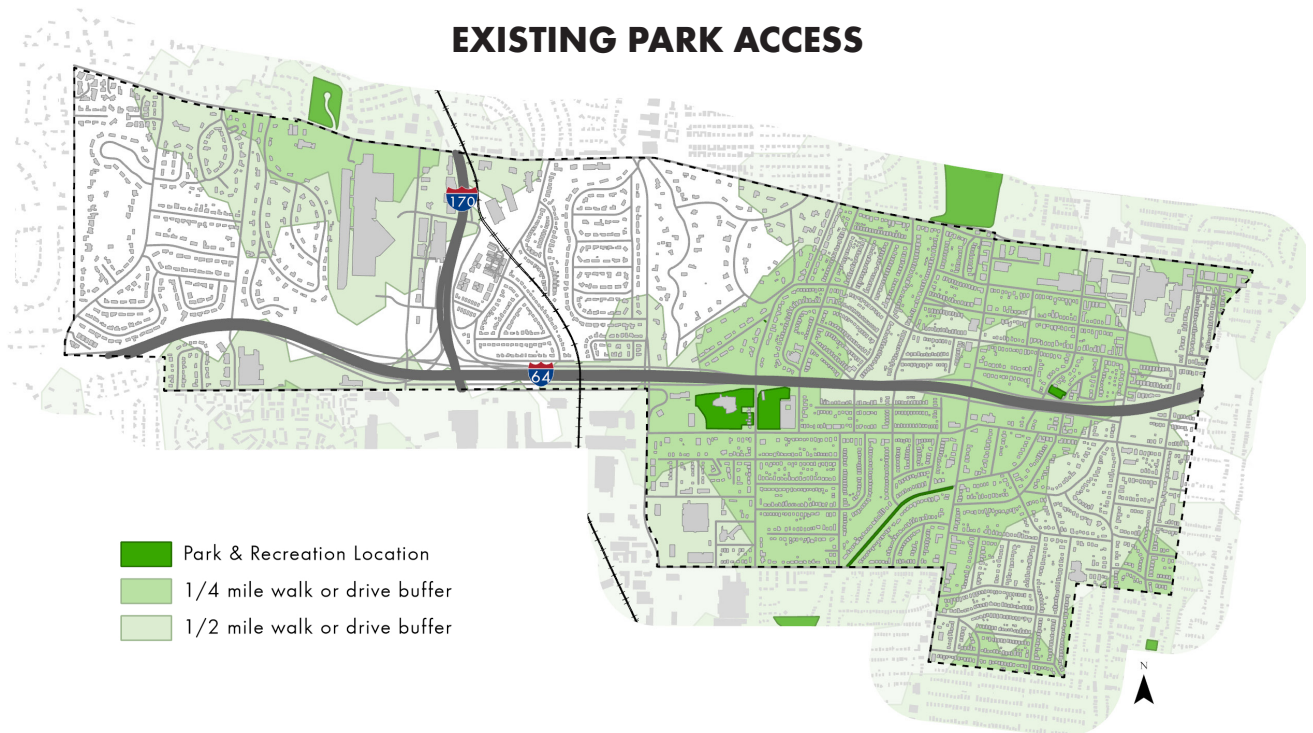 EXISTING PARK ACCESS
170
64
Park & Recreation Location
1/4 mile walk or drive buffer
1/2 mile walk or drive buffer
N